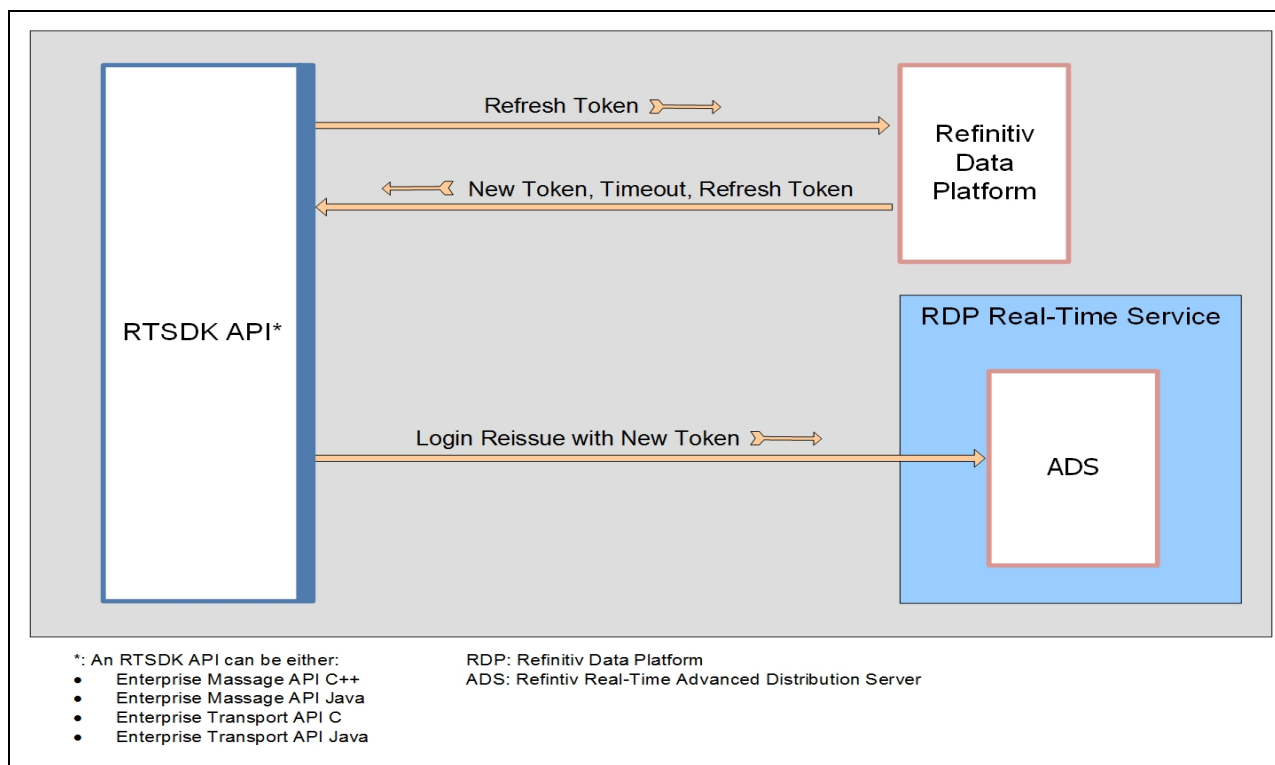 Refresh Token
Refinitiv
Data
Platform
New Token, Timeout, Refresh Token
RTSDK API*
RDP Real-Time Service
Login Reissue with New Token
ADS
*: An RTSDK API can be either:
• Enterprise Massage API C++
• Enterprise Massage API Java
• Enterprise Transport API C
• Enterprise Transport API Java
RDP: Refinitiv Data Platform
ADS: Refintiv Real-Time Advanced Distribution Server